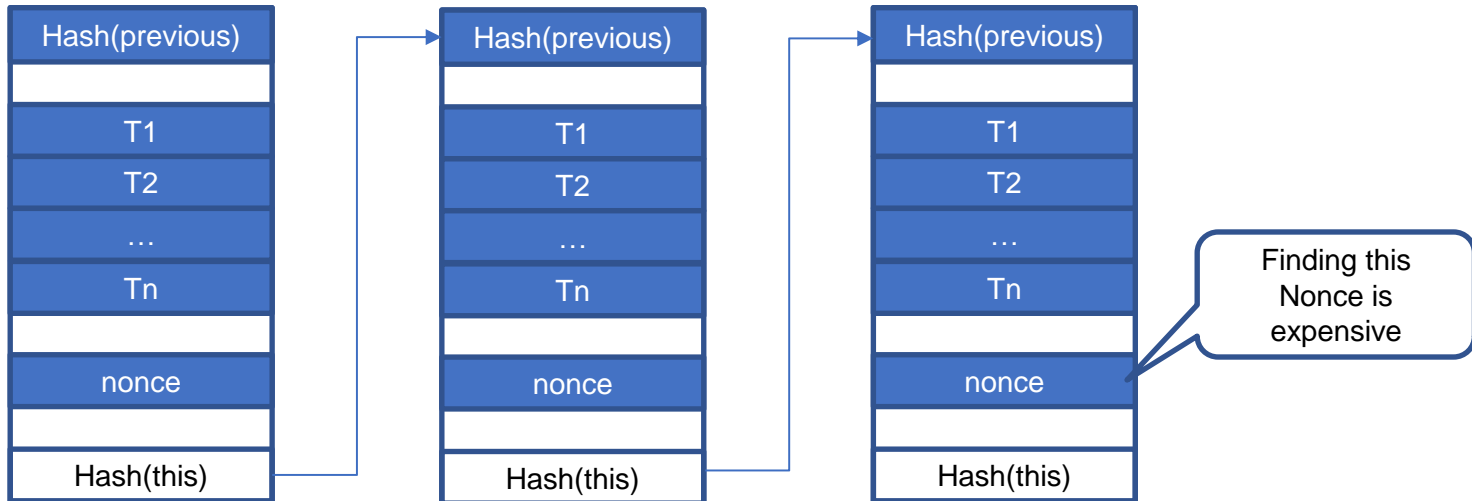 Hash(previous)
T1
T2
…
Tn
nonce
Hash(this)
Hash(previous)
T1
T2
…
Tn
nonce
Hash(this)
Hash(previous)
T1
T2
…
Tn
nonce
Hash(this)
Finding this
Nonce is
expensive